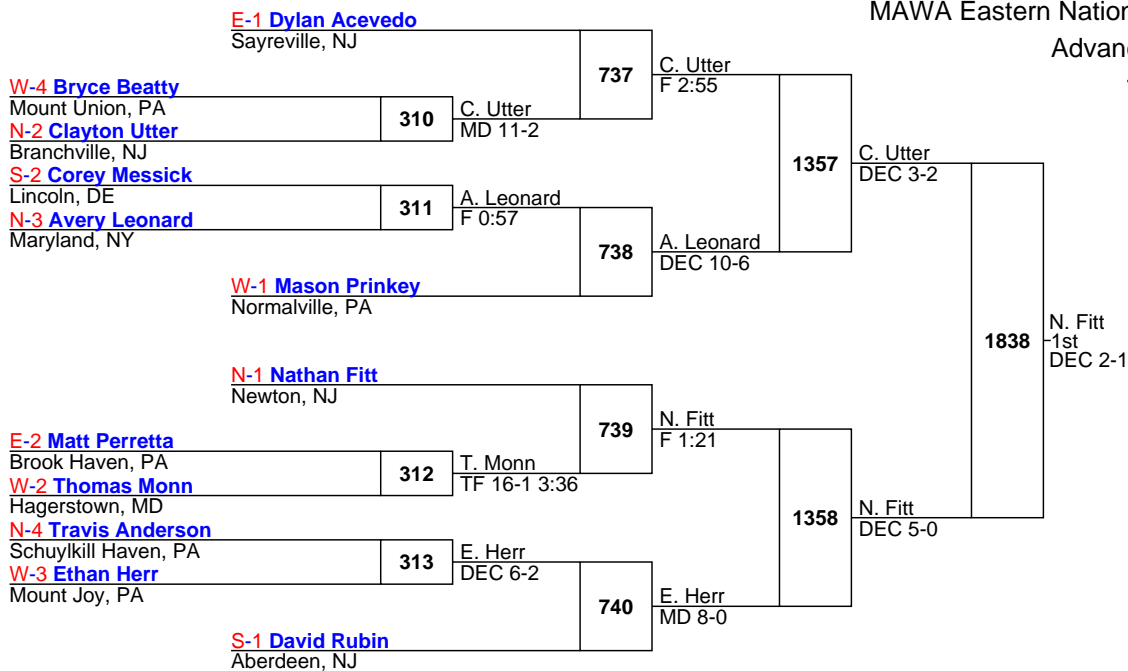 MAWA Eastern Nation
Advanc
E-1 Dylan Acevedo
Sayreville, NJ
737
C. Utter
F 2:55
W-4 Bryce Beatty
Mount Union, PA
310
C. Utter
MD 11-2
N-2 Clayton Utter
Branchville, NJ
1357
C. Utter
DEC 3-2
S-2 Corey Messick
Lincoln, DE
311
A. Leonard
F 0:57
N-3 Avery Leonard
Maryland, NY
738
A. Leonard
DEC 10-6
W-1 Mason Prinkey
Normalville, PA
1838
N. Fitt
1st
DEC 2-1
N-1 Nathan Fitt
Newton, NJ
739
N. Fitt
F 1:21
E-2 Matt Perretta
Brook Haven, PA
312
T. Monn
TF 16-1 3:36
W-2 Thomas Monn
Hagerstown, MD
1358
N. Fitt
DEC 5-0
N-4 Travis Anderson
Schuylkill Haven, PA
313
E. Herr
DEC 6-2
W-3 Ethan Herr
Mount Joy, PA
740
E. Herr
MD 8-0
S-1 David Rubin
Aberdeen, NJ